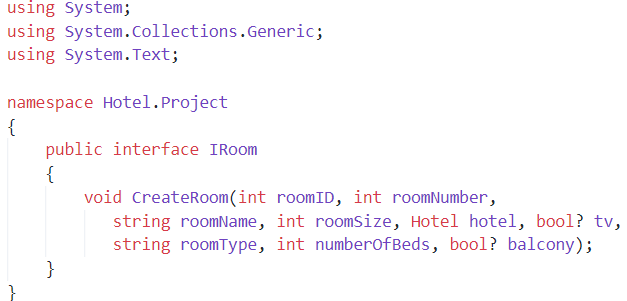 using System;
using System.Collections.Generic;
using System.Text;

namespace Hotel.Project
{
    public interface IRoom
    {
        void CreateRoom(int roomID, int roomNumber,
           string roomName, int roomSize, Hotel hotel, bool? tv,
           string roomType, int numberOfBeds, bool? balcony);
    }
}